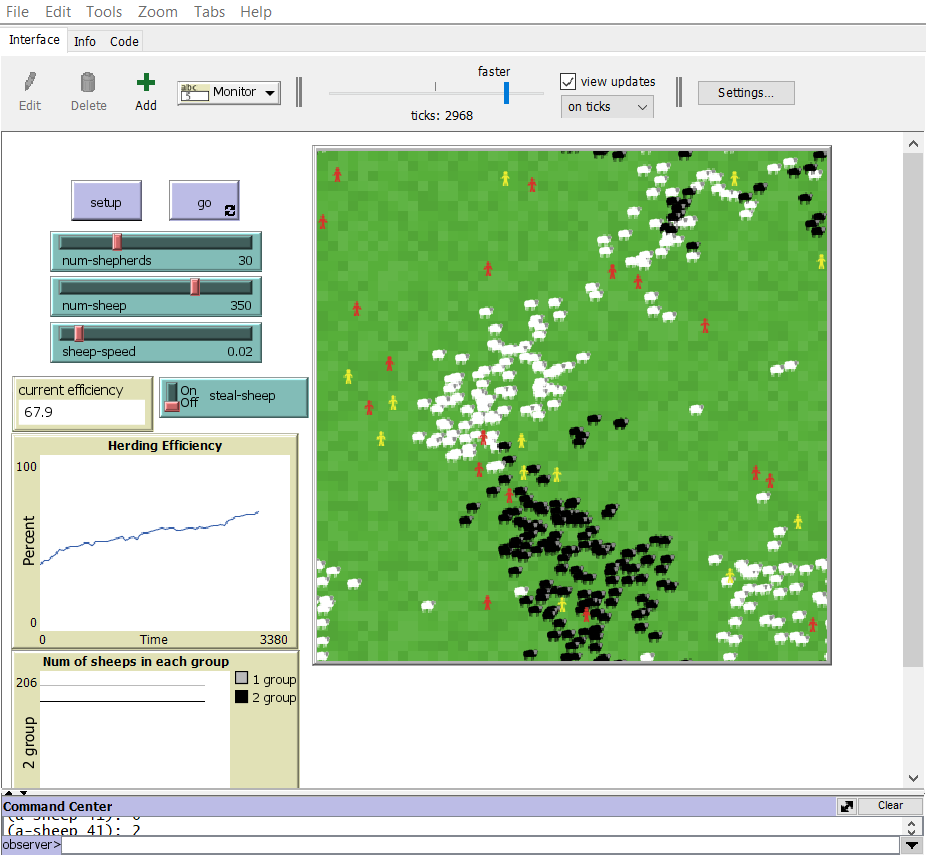 File Edit Tools Zoom Tabs Help
Interface Info Code
Edit Delete Add
abc
5
Monitor
faster
ticks: 2968
view updates
on ticks
Settings...
setup
go
num-shepherds 30
num-sheep 350
sheep-speed 0.02
current efficiency
67.9
On
Off
steal-sheep
Herding Efficiency
100
Percent
0
0 Time 3380
Num of sheeps in each group
206
2 group
1 group
2 group
Command Center
Clear
(a-sheep 41): 2
observer>